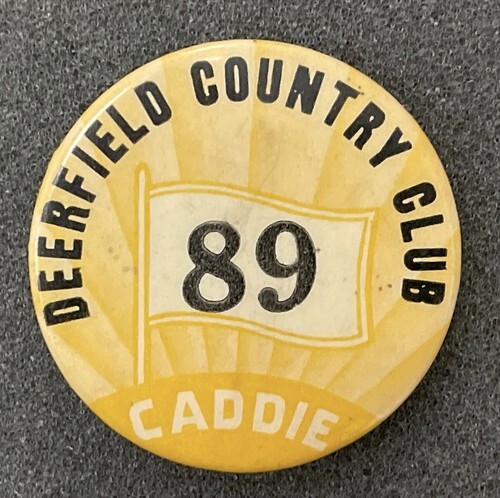 DEERFIELD COUNTRY CLUB
89
CADDIE